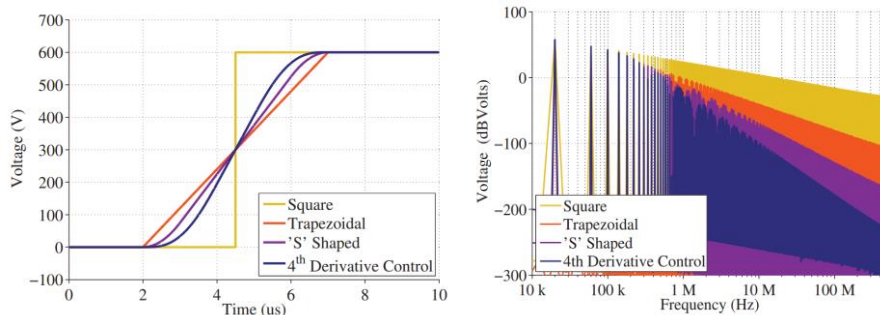 700
600
500
400
300
200
100
0
−100
Voltage (V)
Square
Trapezoidal
'S' Shaped
4th Derivative Control
0 2 4 6 8 10
Time (us)
100
0
−100
−200
−300
Voltage (dBVolts)
Square
Trapezoidal
'S' Shaped
4th Derivative Control
10 k 100 k 1 M 10 M 100 M
Frequency (Hz)